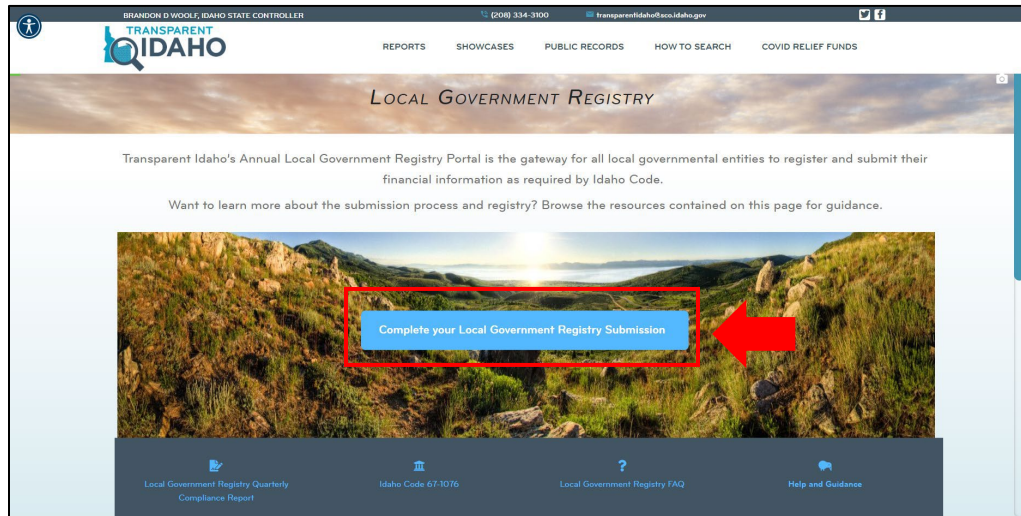 BRANDON D WOOLF, IDAHO STATE CONTROLLER
(208) 334-3100
transparentidaho@sco.idaho.gov
TRANSPARENT
IDAHO
REPORTS
SHOWCASES
PUBLIC RECORDS
HOW TO SEARCH
COVID RELIEF FUNDS
LOCAL GOVERNMENT REGISTRY
Transparent Idaho's Annual Local Government Registry Portal is the gateway for all local governmental entities to register and submit their
financial information as required by Idaho Code.
Want to learn more about the submission process and registry? Browse the resources contained on this page for guidance.
Complete your Local Government Registry Submission
Local Government Registry Quarterly
Compliance Report
Idaho Code 67-1076
Local Government Registry FAQ
Help and Guidance